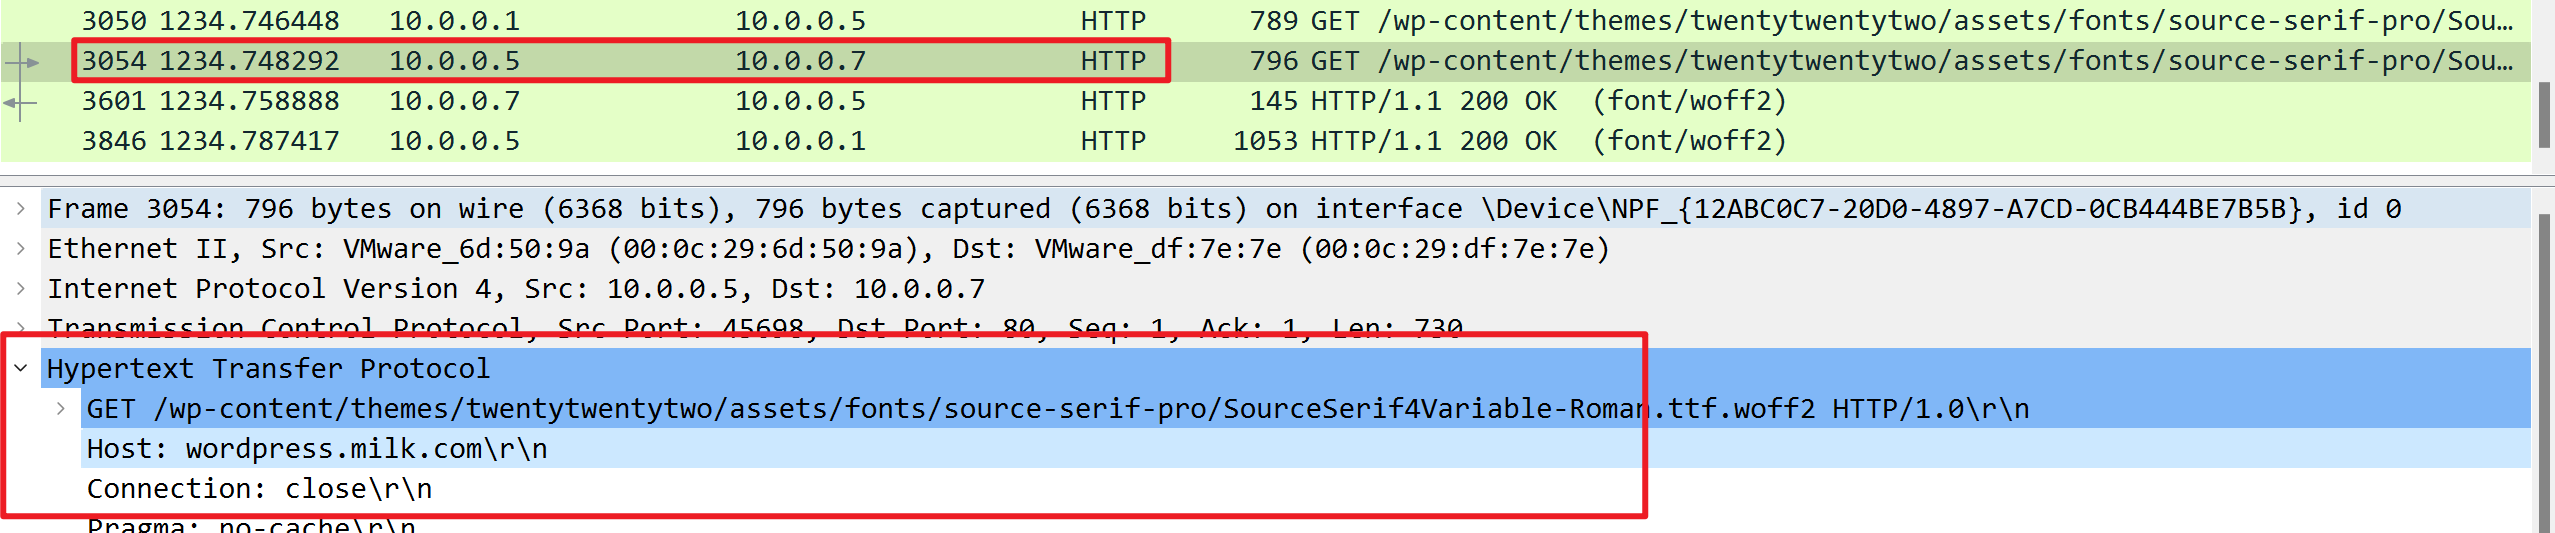 3050 1234.746448 10.0.0.1 10.0.0.5 HTTP 789 GET /wp-content/themes/twentytwentytwo/assets/fonts/source-serif-pro/Sou…
3054 1234.748292 10.0.0.5 10.0.0.7 HTTP 796 GET /wp-content/themes/twentytwentytwo/assets/fonts/source-serif-pro/Sou…
3601 1234.758888 10.0.0.7 10.0.0.5 HTTP 145 HTTP/1.1 200 OK (font/woff2)
3846 1234.787417 10.0.0.5 10.0.0.1 HTTP 1053 HTTP/1.1 200 OK (font/woff2)
Frame 3054: 796 bytes on wire (6368 bits), 796 bytes captured (6368 bits) on interface \Device\NPF_{12ABC0C7-20D0-4897-A7CD-0CB444BE7B5B}, id 0
Ethernet II, Src: VMware_6d:50:9a (00:0c:29:6d:50:9a), Dst: VMware_df:7e:7e (00:0c:29:df:7e:7e)
Internet Protocol Version 4, Src: 10.0.0.5, Dst: 10.0.0.7
Transmission Control Protocol, Src Port: 45698, Dst Port: 80, Seq: 1, Ack: 1, Len: 730
Hypertext Transfer Protocol
GET /wp-content/themes/twentytwentytwo/assets/fonts/source-serif-pro/SourceSerif4Variable-Roman.ttf.woff2 HTTP/1.0\r\n
Host: wordpress.milk.com\r\n
Connection: close\r\n
Pragma: no-cache\r\n